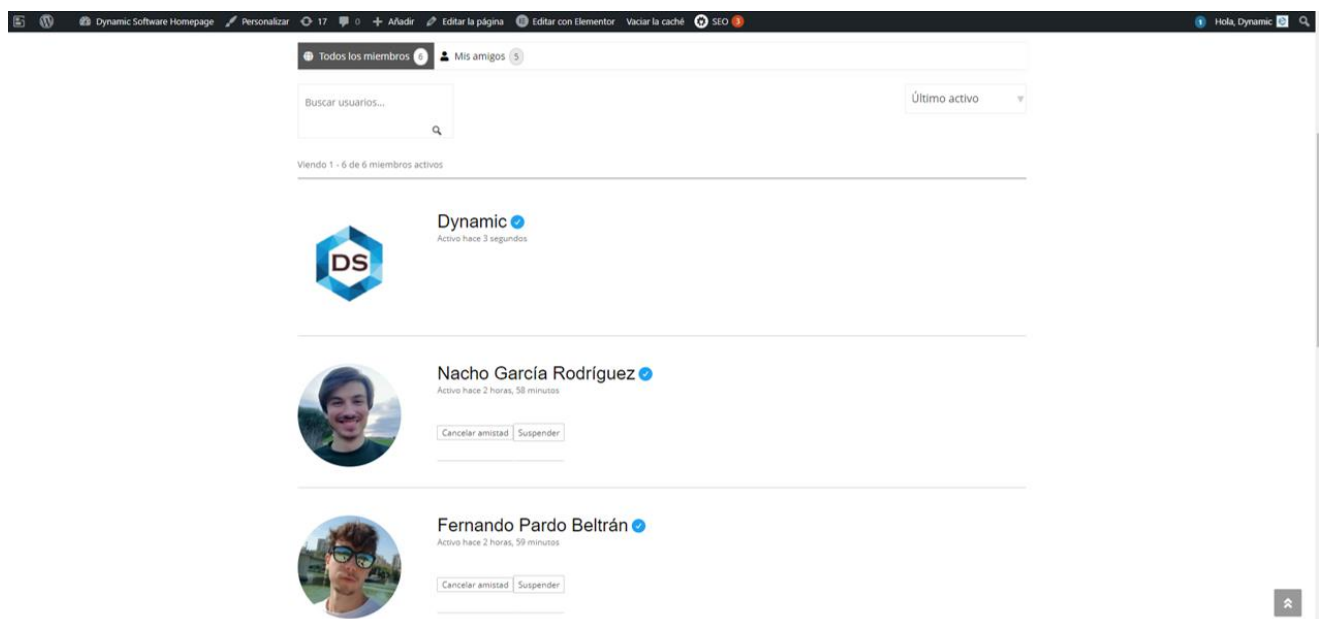 Dynamic Software Homepage Personalizar 17 0 Añadir Editar la página Editar con Elementor Vaciar la caché SEO 3 1 Hola, Dynamic
Todos los miembros 6 Mis amigos 5
Buscar usuarios... Último activo
Viendo 1 - 6 de 6 miembros activos
Dynamic
Activo hace 3 segundos
DS
Nacho García Rodríguez
Activo hace 2 horas, 58 minutos
Cancelar amistad Suspender
Fernando Pardo Beltrán
Activo hace 2 horas, 59 minutos
Cancelar amistad Suspender